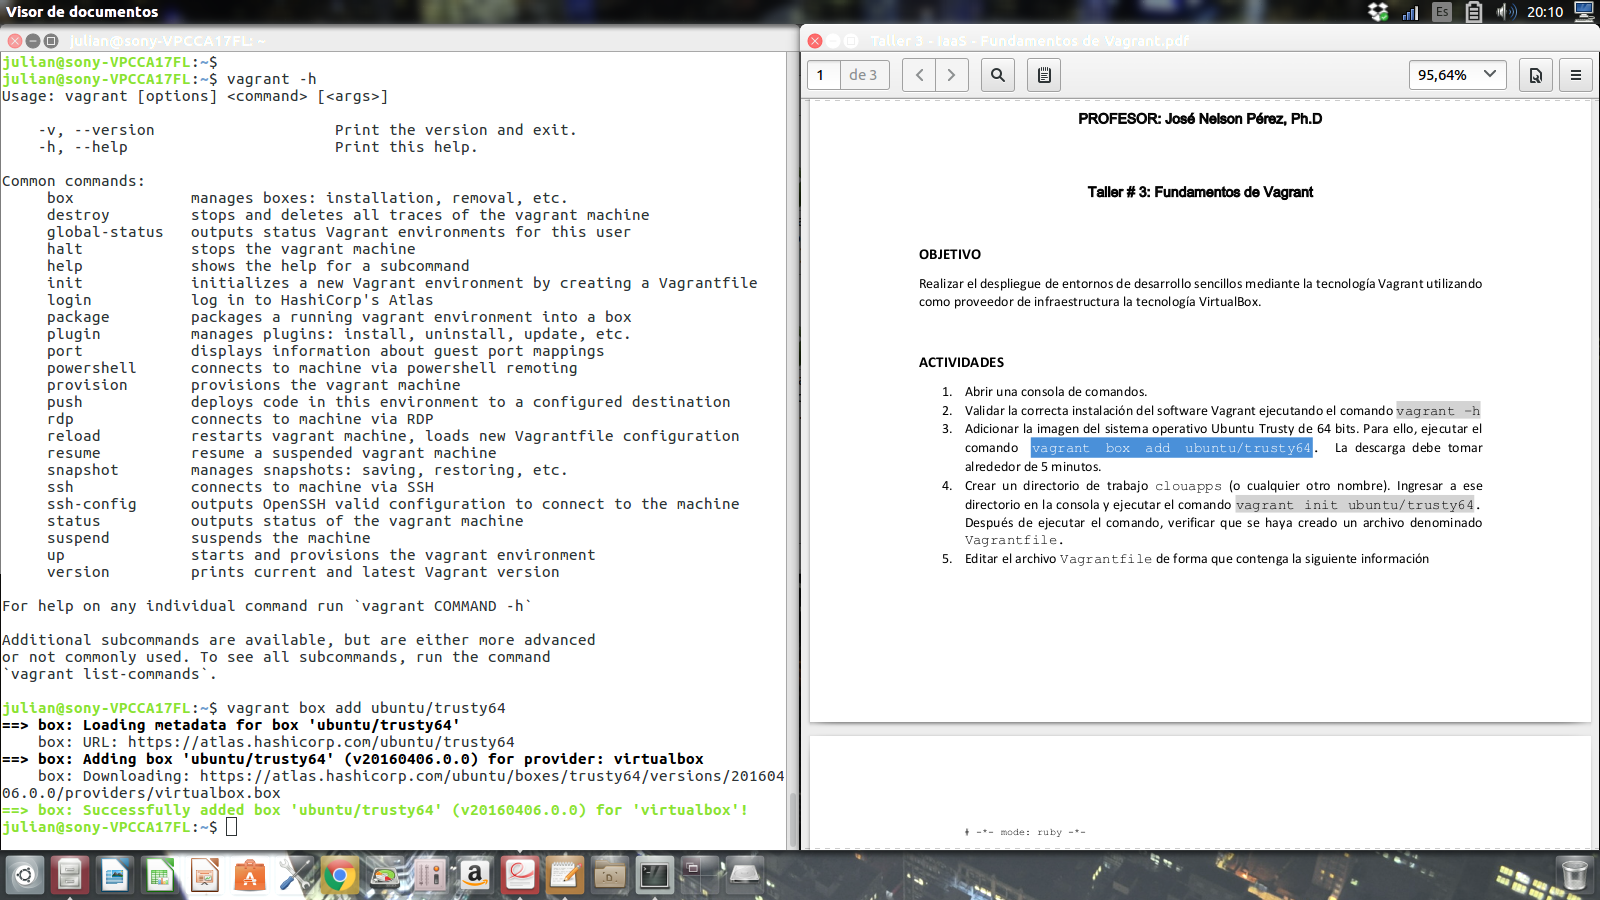 Visor de documentos
Es
20:10
julian@sony-VPCCA17FL: ~
julian@sony-VPCCA17FL:~$
julian@sony-VPCCA17FL:~$ vagrant -h
Usage: vagrant [options] <command> [<args>]
-v, --version Print the version and exit.
-h, --help Print this help.
Common commands:
box manages boxes: installation, removal, etc.
destroy stops and deletes all traces of the vagrant machine
global-status outputs status Vagrant environments for this user
halt stops the vagrant machine
help shows the help for a subcommand
init initializes a new Vagrant environment by creating a Vagrantfile
login log in to HashiCorp's Atlas
package packages a running vagrant environment into a box
plugin manages plugins: install, uninstall, update, etc.
port displays information about guest port mappings
powershell connects to machine via powershell remoting
provision provisions the vagrant machine
push deploys code in this environment to a configured destination
rdp connects to machine via RDP
reload restarts vagrant machine, loads new Vagrantfile configuration
resume resume a suspended vagrant machine
snapshot manages snapshots: saving, restoring, etc.
ssh connects to machine via SSH
ssh-config outputs OpenSSH valid configuration to connect to the machine
status outputs status of the vagrant machine
suspend suspends the machine
up starts and provisions the vagrant environment
version prints current and latest Vagrant version
For help on any individual command run `vagrant COMMAND -h`
Additional subcommands are available, but are either more advanced
or not commonly used. To see all subcommands, run the command
`vagrant list-commands`.
julian@sony-VPCCA17FL:~$ vagrant box add ubuntu/trusty64
==> box: Loading metadata for box 'ubuntu/trusty64'
box: URL: https://atlas.hashicorp.com/ubuntu/trusty64
==> box: Adding box 'ubuntu/trusty64' (v20160406.0.0) for provider: virtualbox
box: Downloading: https://atlas.hashicorp.com/ubuntu/boxes/trusty64/versions/201604
06.0.0/providers/virtualbox.box
==> box: Successfully added box 'ubuntu/trusty64' (v20160406.0.0) for 'virtualbox'!
julian@sony-VPCCA17FL:~$
Taller 3 - IaaS - Fundamentos de Vagrant.pdf
1 de 3
95,64%
PROFESOR: José Nelson Pérez, Ph.D
Taller # 3: Fundamentos de Vagrant
OBJETIVO
Realizar el despliegue de entornos de desarrollo sencillos mediante la tecnología Vagrant utilizando
como proveedor de infraestructura la tecnología VirtualBox.
ACTIVIDADES
1. Abrir una consola de comandos.
2. Validar la correcta instalación del software Vagrant ejecutando el comando vagrant –h
3. Adicionar la imagen del sistema operativo Ubuntu Trusty de 64 bits. Para ello, ejecutar el
comando vagrant box add ubuntu/trusty64. La descarga debe tomar
alrededor de 5 minutos.
4. Crear un directorio de trabajo clouapps (o cualquier otro nombre). Ingresar a ese
directorio en la consola y ejecutar el comando vagrant init ubuntu/trusty64.
Después de ejecutar el comando, verificar que se haya creado un archivo denominado
Vagrantfile.
5. Editar el archivo Vagrantfile de forma que contenga la siguiente información
# -*- mode: ruby -*-